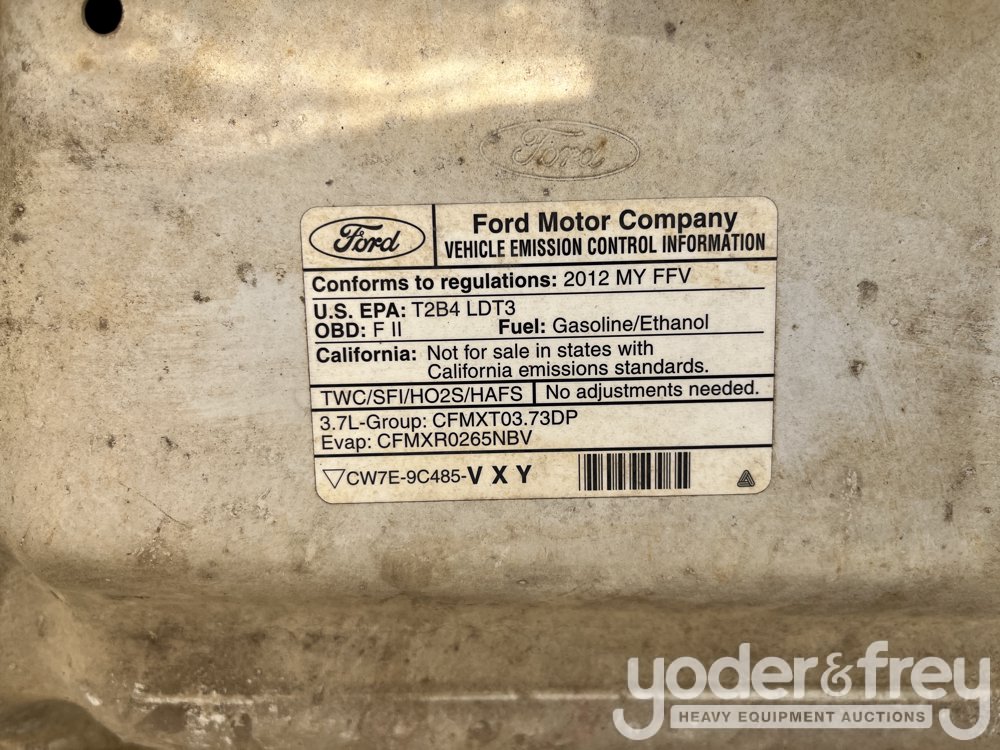 Ford
Ford
Ford Motor Company
VEHICLE EMISSION CONTROL INFORMATION
Conforms to regulations: 2012 MY FFV
U.S. EPA: T2B4 LDT3
OBD: F II Fuel: Gasoline/Ethanol
California: Not for sale in states with
California emissions standards.
TWC/SFI/HO2S/HAFS No adjustments needed.
3.7L-Group: CFMXT03.73DP
Evap: CFMXR0265NBV
▽CW7E-9C485-V X Y
yoder&frey
HEAVY EQUIPMENT AUCTIONS